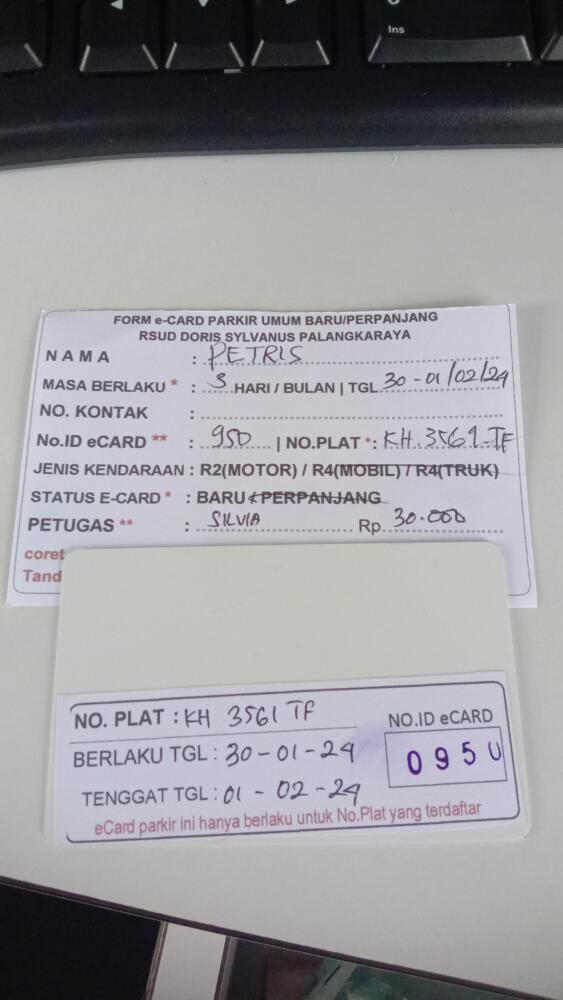 Ins
FORM e-CARD PARKIR UMUM BARU/PERPANJANG
RSUD DORIS SYLVANUS PALANGKARAYA
NAMA : PETRIS
MASA BERLAKU * : 3 HARI / BULAN | TGL 30 - 01/02/24
NO. KONTAK :
No.ID eCARD ** : 950 | NO.PLAT *: KH. 3561-TF
JENIS KENDARAAN : R2(MOTOR) / R4(MOBIL) / R4(TRUK)
STATUS E-CARD * : BARU / PERPANJANG
PETUGAS ** : SILVIA Rp 30.000
coret
Tand
NO. PLAT : KH 3561 TF
NO.ID eCARD
BERLAKU TGL : 30-01-24
0950
TENGGAT TGL : 01 - 02 - 24
eCard parkir ini hanya berlaku untuk No.Plat yang terdaftar